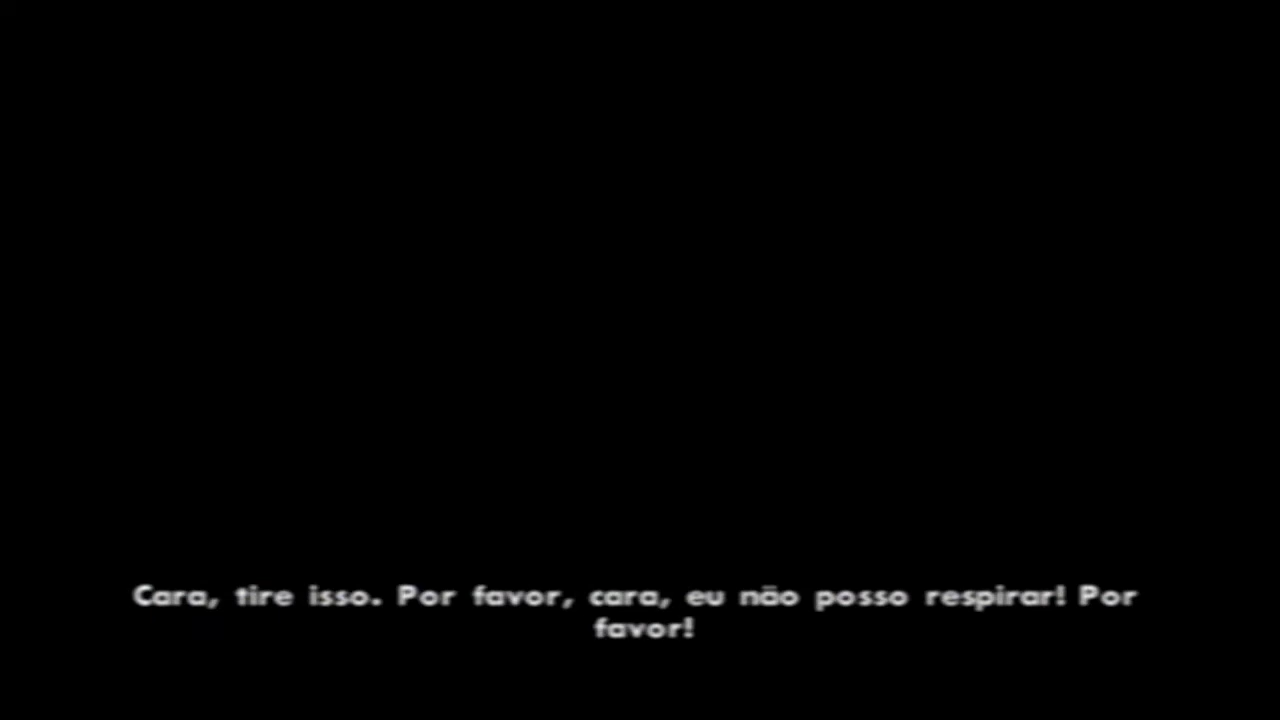 Cara, tire isso. Por favor, cara, eu não posso respirar! Por
favor!